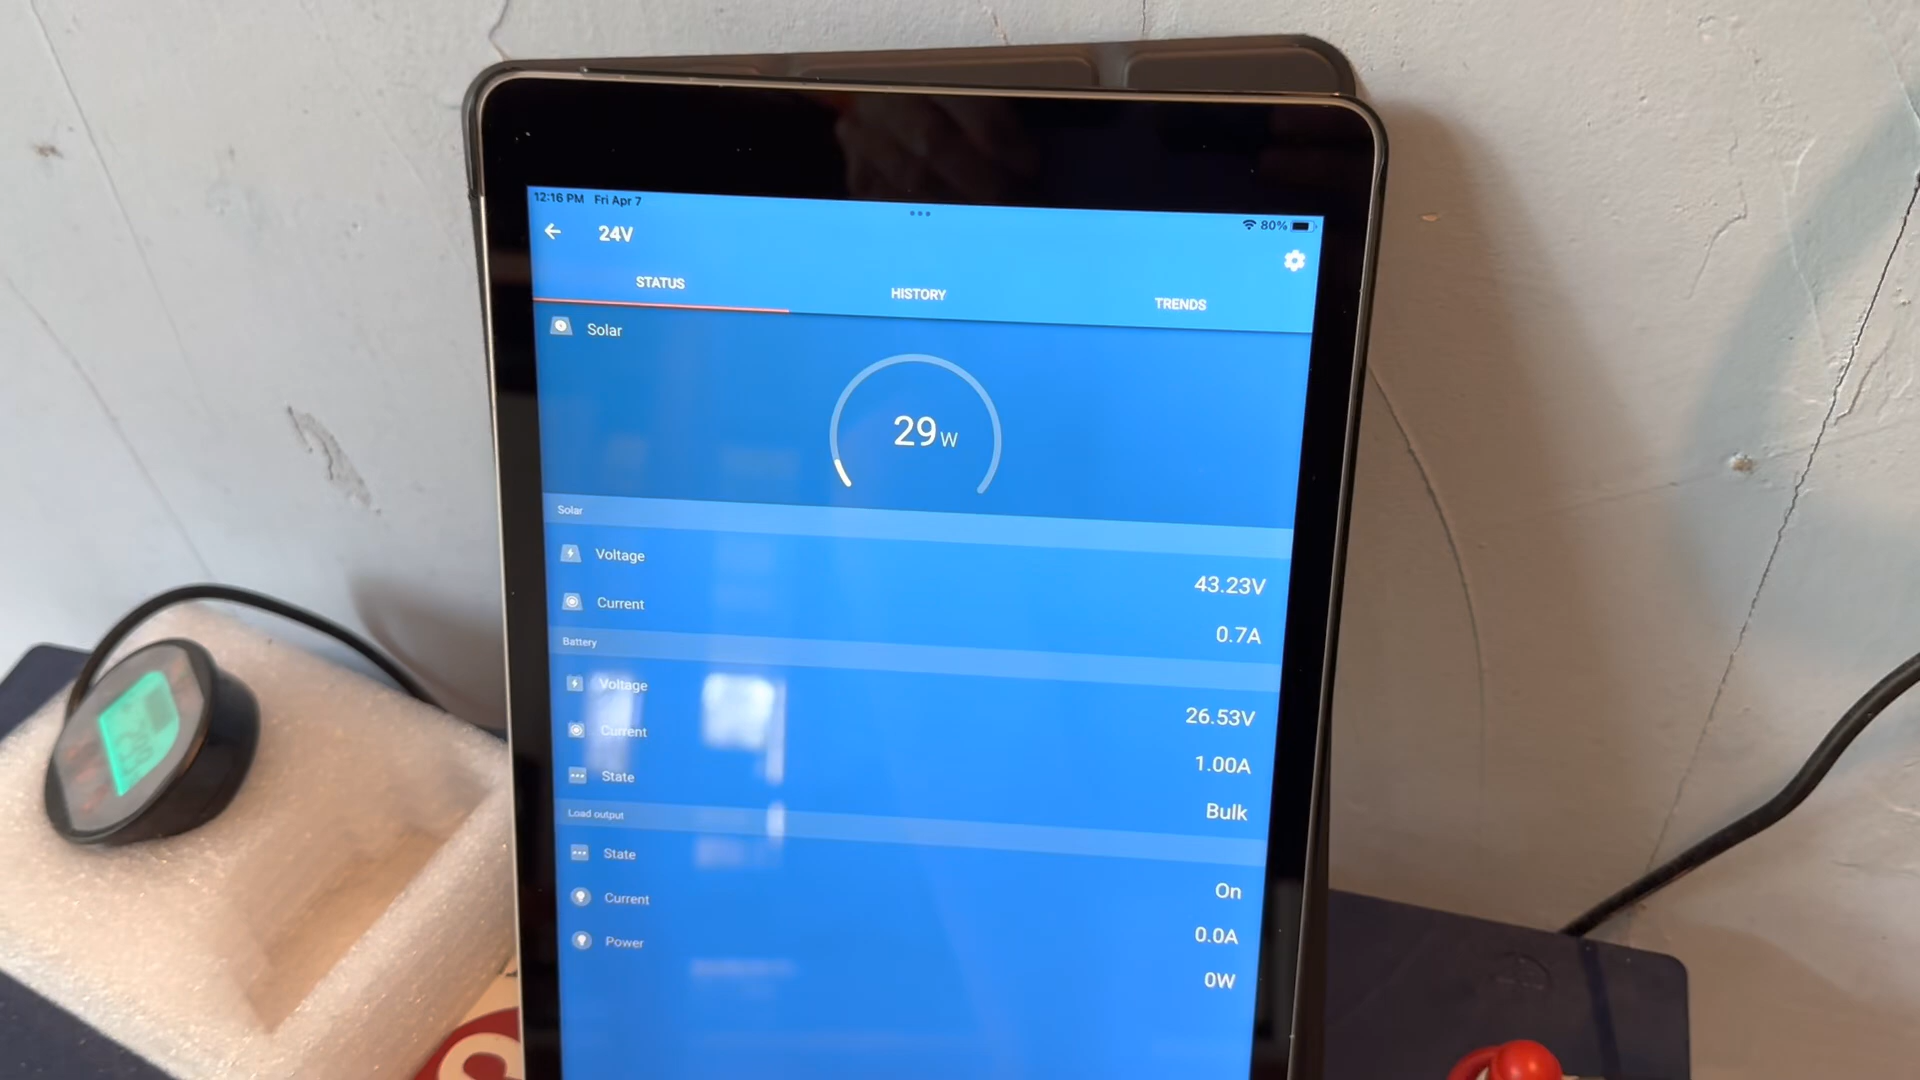 12:16 PM Fri Apr 7
80%
24V
STATUS HISTORY TRENDS
Solar
29W
Solar
Voltage 43.23V
Current 0.7A
Battery
Voltage 26.53V
Current 1.00A
State Bulk
Load output
State On
Current 0.0A
Power 0W